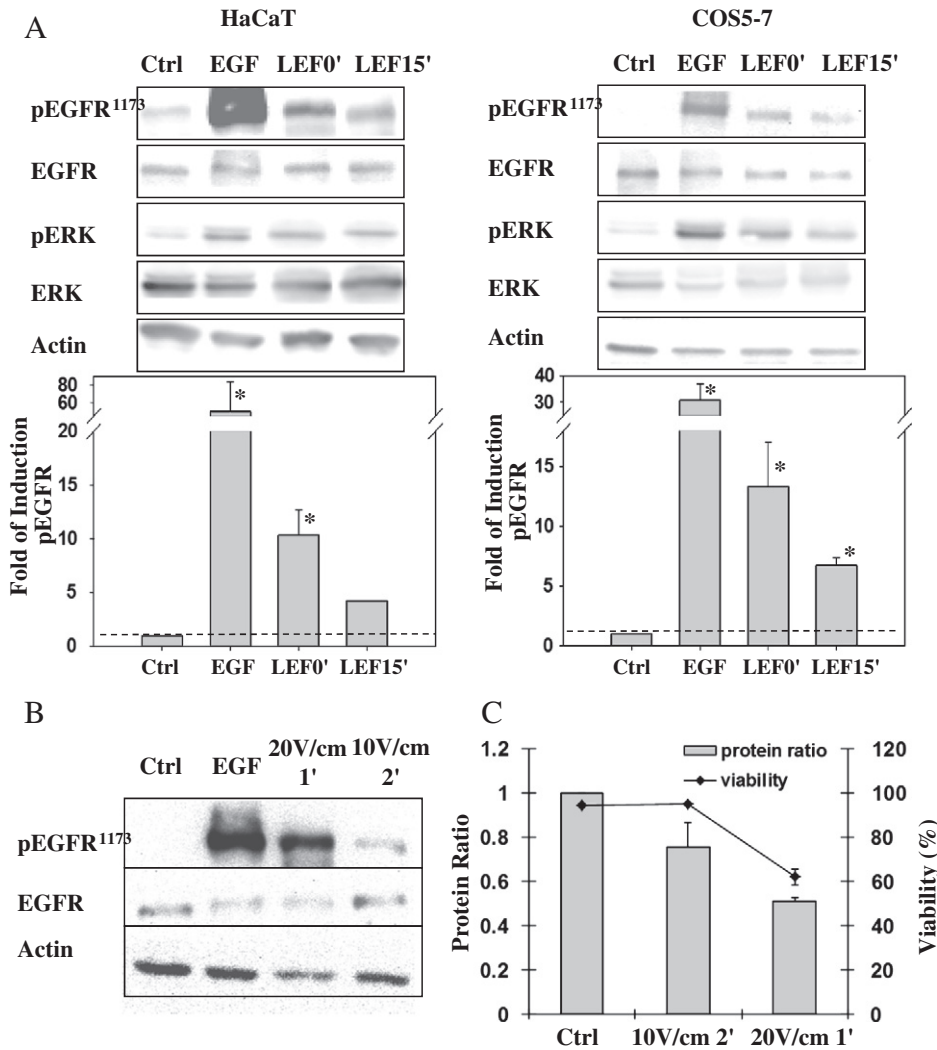 A
HaCaT
COS5-7
Ctrl EGF LEF0' LEF15'
pEGFR1173
EGFR
pERK
ERK
Actin
Ctrl EGF LEF0' LEF15'
pEGFR1173
EGFR
pERK
ERK
Actin
Fold of Induction
pEGFR
80
60
20
15
10
5
0
*
*
Ctrl EGF LEF0' LEF15'
Fold of Induction
pEGFR
40
30
15
10
5
0
*
*
*
Ctrl EGF LEF0' LEF15'
B
Ctrl EGF 20V/cm 1' 10V/cm 2'
pEGFR1173
EGFR
Actin
C
protein ratio
viability
Protein Ratio
1.2
1
0.8
0.6
0.4
0.2
0
Viability (%)
120
100
80
60
40
20
0
Ctrl 10V/cm 2' 20V/cm 1'